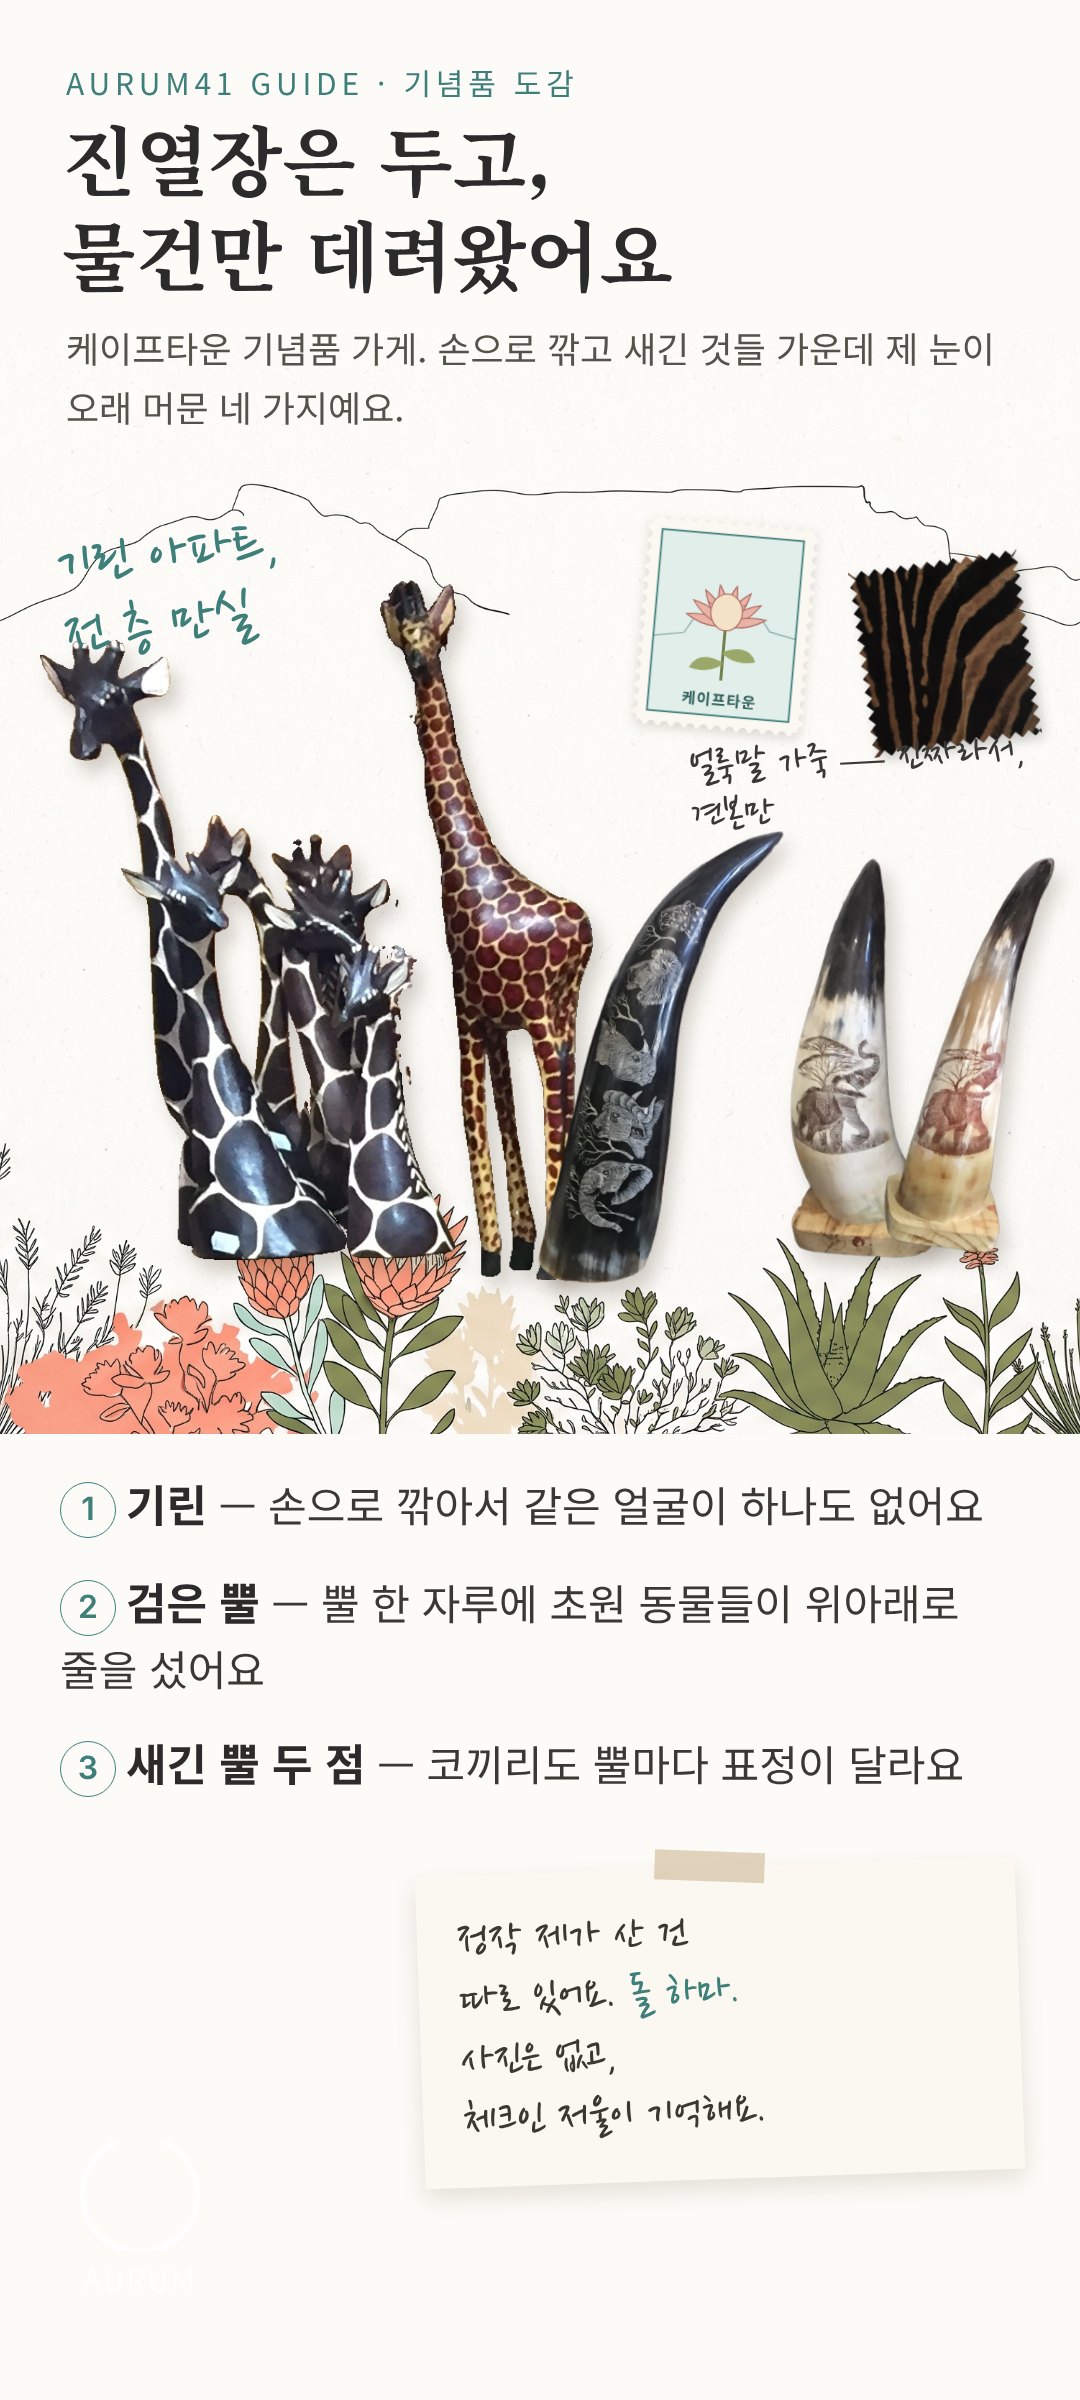 AURUM41 GUIDE · 기념품 도감
진열장은 두고,
물건만 데려왔어요
케이프타운 기념품 가게. 손으로 깎고 새긴 것들 가운데 제 눈이
오래 머문 네 가지예요.
기린 아파트,
전 층 만실
케이프타운
얼룩말 가죽 — 진짜라서,
견본만
1 기린 — 손으로 깎아서 같은 얼굴이 하나도 없어요
2 검은 뿔 — 뿔 한 자루에 초원 동물들이 위아래로
줄을 섰어요
3 새긴 뿔 두 점 — 코끼리도 뿔마다 표정이 달라요
정작 제가 산 건
따로 있어요. 돌 하마.
사진은 없고,
체크인 저울이 기억해요.
AURUM